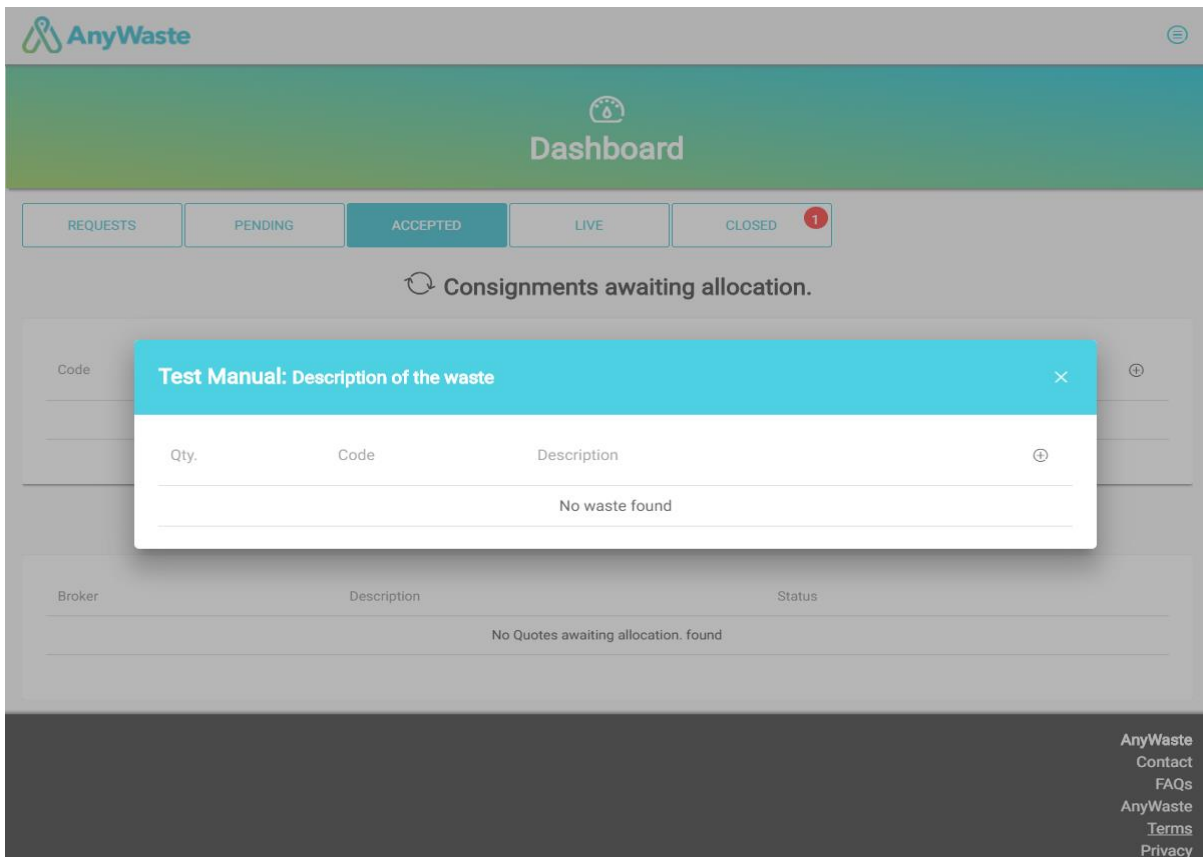 AnyWaste
Dashboard
REQUESTS PENDING ACCEPTED LIVE CLOSED 1
Consignments awaiting allocation.
Code
Test Manual: Description of the waste
Qty. Code Description
No waste found
Broker Description Status
No Quotes awaiting allocation. found
AnyWaste
Contact
FAQs
AnyWaste
Terms
Privacy